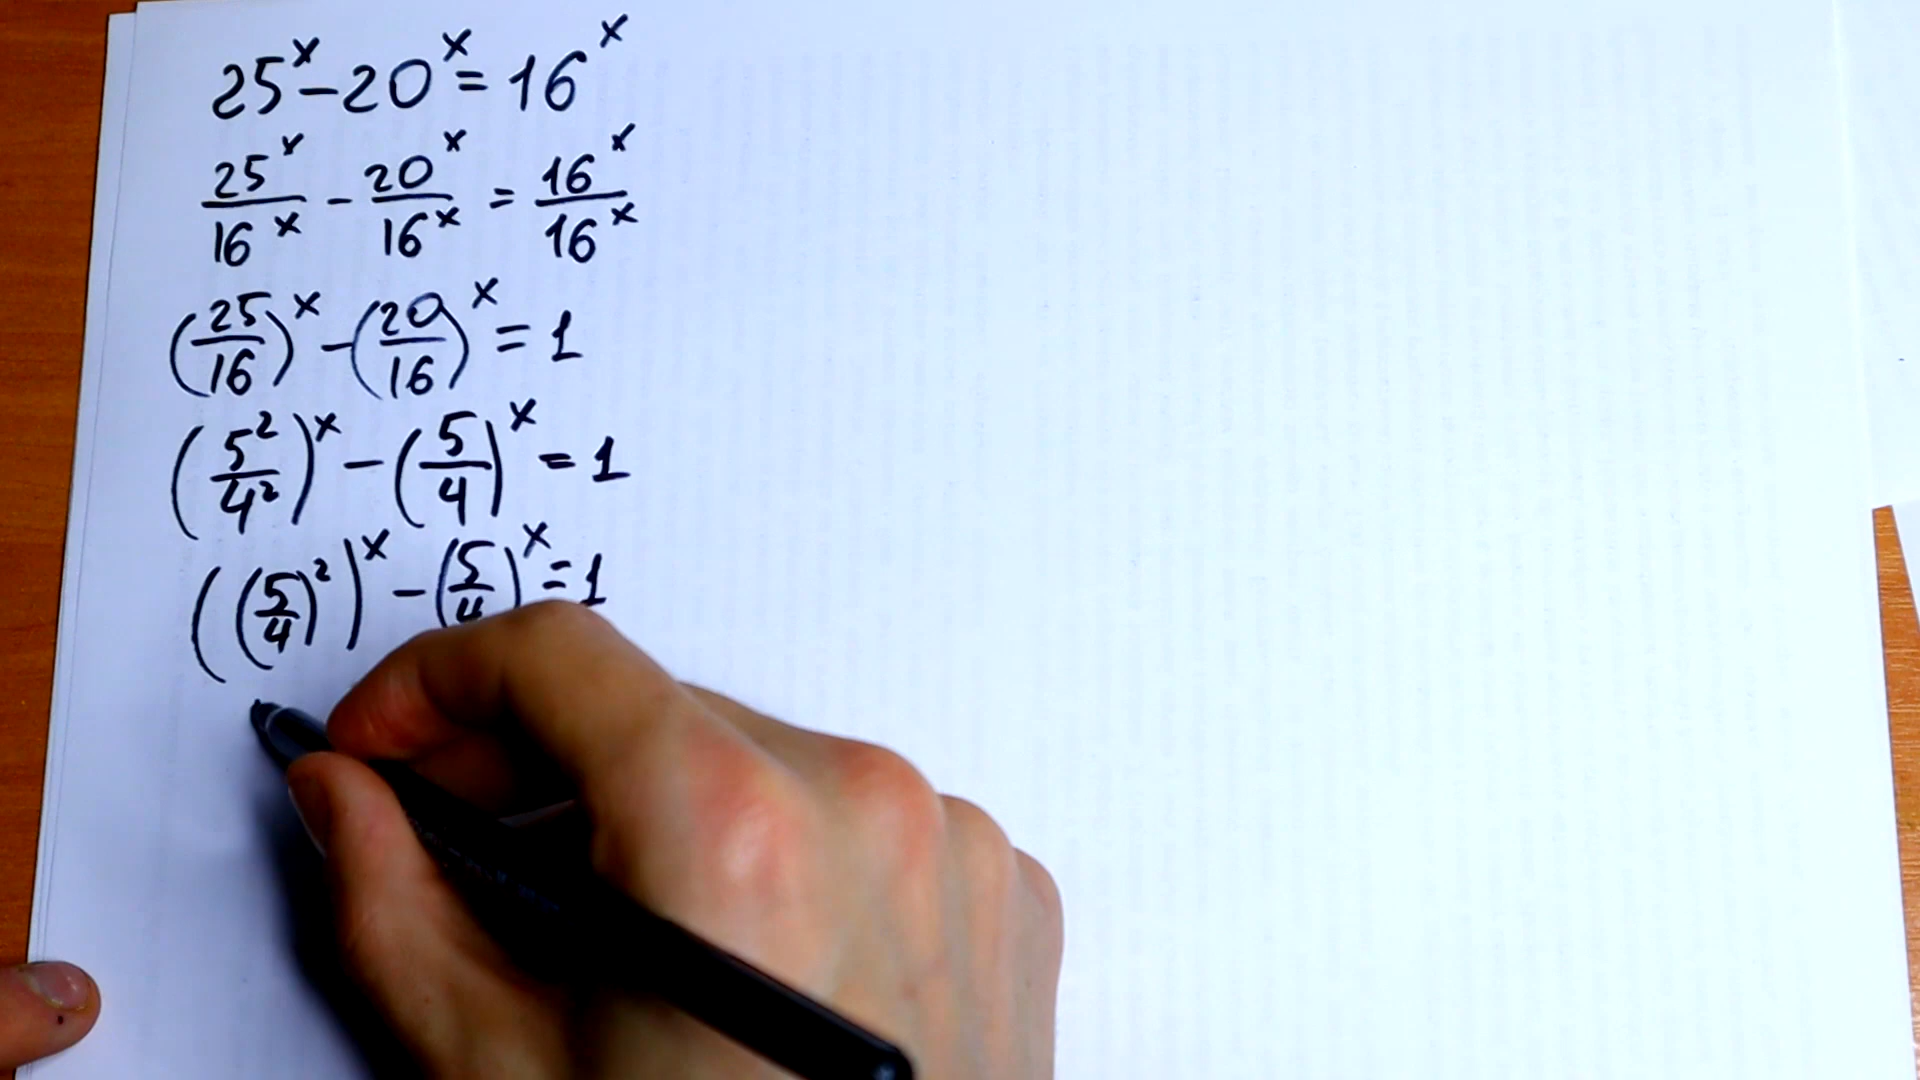 25^x - 20^x = 16^x
25^x/16^x - 20^x/16^x = 16^x/16^x
(25/16)^x - (20/16)^x = 1
(5²/4²)^x - (5/4)^x = 1
((5/4)²)^x - (5/4)^x = 1